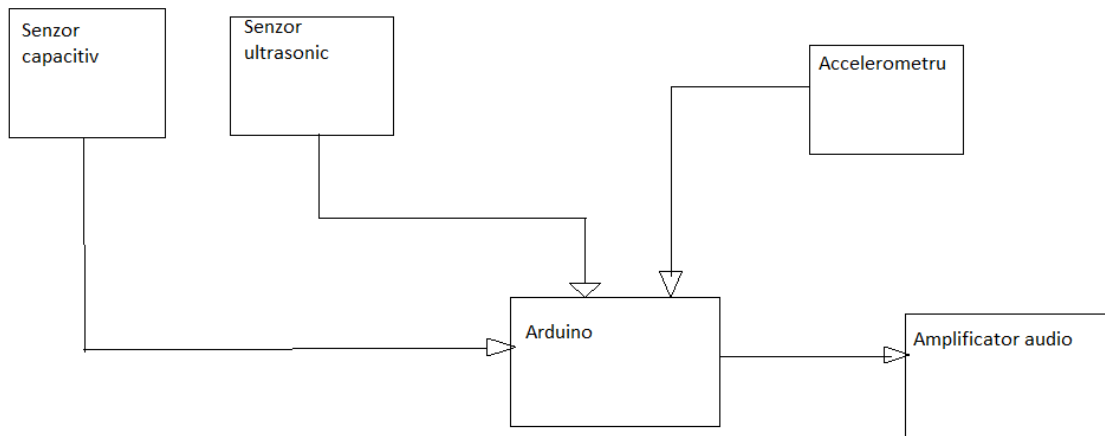 Senzor
capacitiv
Senzor
ultrasonic
Accelerometru
Arduino
Amplificator audio